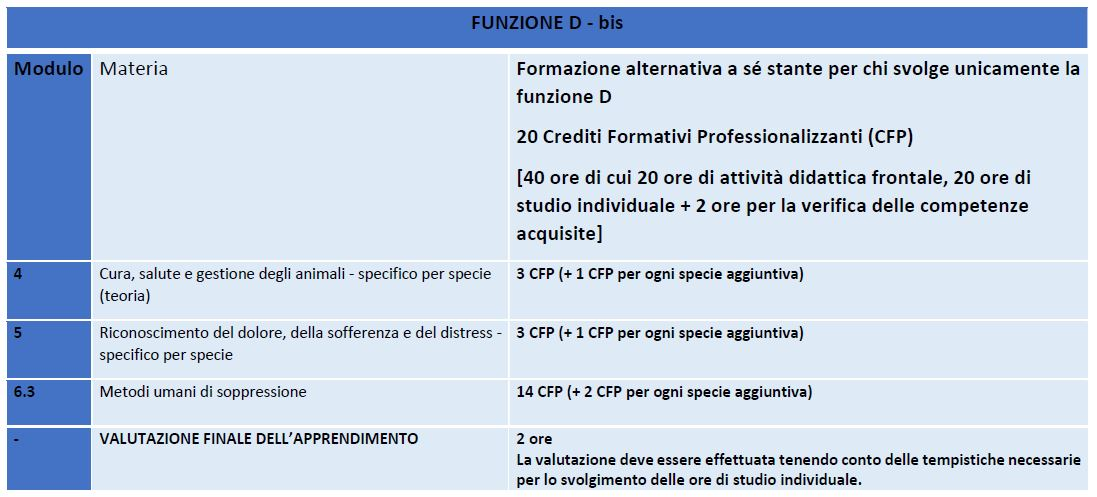 FUNZIONE D - bis
Modulo
Materia
Formazione alternativa a sé stante per chi svolge unicamente la
funzione D
20 Crediti Formativi Professionalizzanti (CFP)
[40 ore di cui 20 ore di attività didattica frontale, 20 ore di
studio individuale + 2 ore per la verifica delle competenze
acquisite]
4
Cura, salute e gestione degli animali - specifico per specie
(teoria)
3 CFP (+ 1 CFP per ogni specie aggiuntiva)
5
Riconoscimento del dolore, della sofferenza e del distress -
specifico per specie
3 CFP (+ 1 CFP per ogni specie aggiuntiva)
6.3
Metodi umani di soppressione
14 CFP (+ 2 CFP per ogni specie aggiuntiva)
-
VALUTAZIONE FINALE DELL'APPRENDIMENTO
2 ore
La valutazione deve essere effettuata tenendo conto delle tempistiche necessarie
per lo svolgimento delle ore di studio individuale.